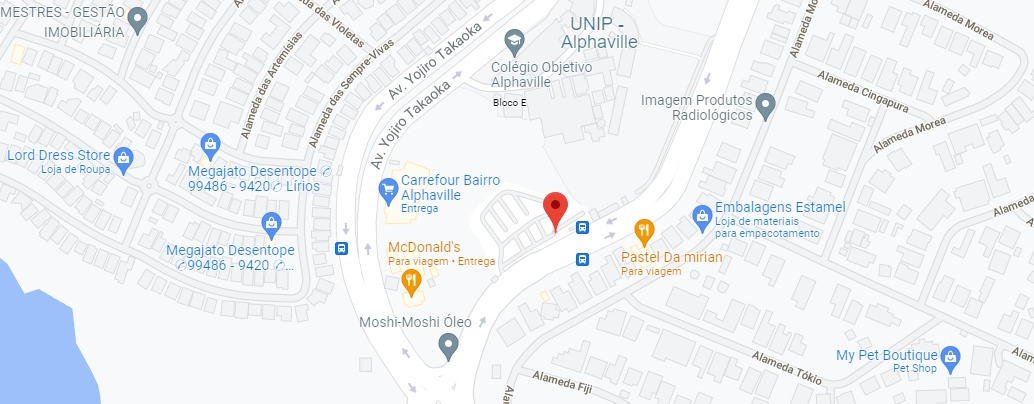 MESTRES - GESTÃO
IMOBILIÁRIA
Alameda das Violetas
Alameda das Artemísias
Alameda das Sempre-Vivas
Av. Yojiro Takaoka
Av. Yojiro Takaoka
UNIP -
Alphaville
Colégio Objetivo
Alphaville
Bloco E
Imagem Produtos
Radiológicos
Alameda Morea
Alameda Cingapura
Alameda Morea
Lord Dress Store
Loja de Roupa
Megajato Desentope
99486 - 9420 Lírios
Carrefour Bairro
Alphaville
Entrega
Embalagens Estamel
Loja de materiais
para empacotamento
Megajato Desentope
99486 - 9420 ...
McDonald's
Para viagem • Entrega
Pastel Da mirian
Para viagem
Moshi-Moshi Óleo
My Pet Boutique
Pet Shop
Alameda Tókio
Alameda Fiji